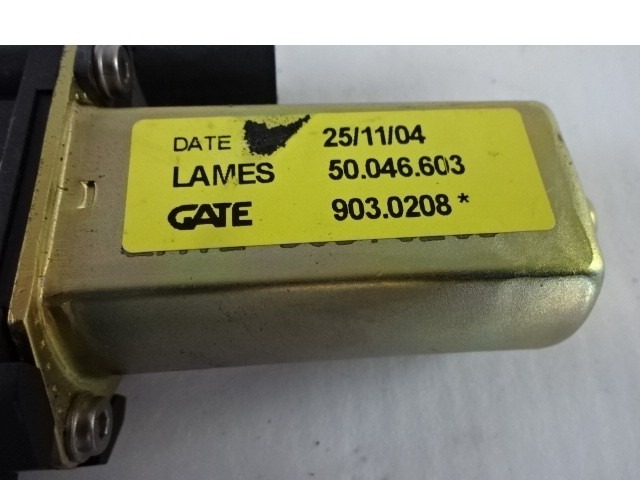 DATE 25/11/04
LAMES 50.046.603
GATE 903.0208 *